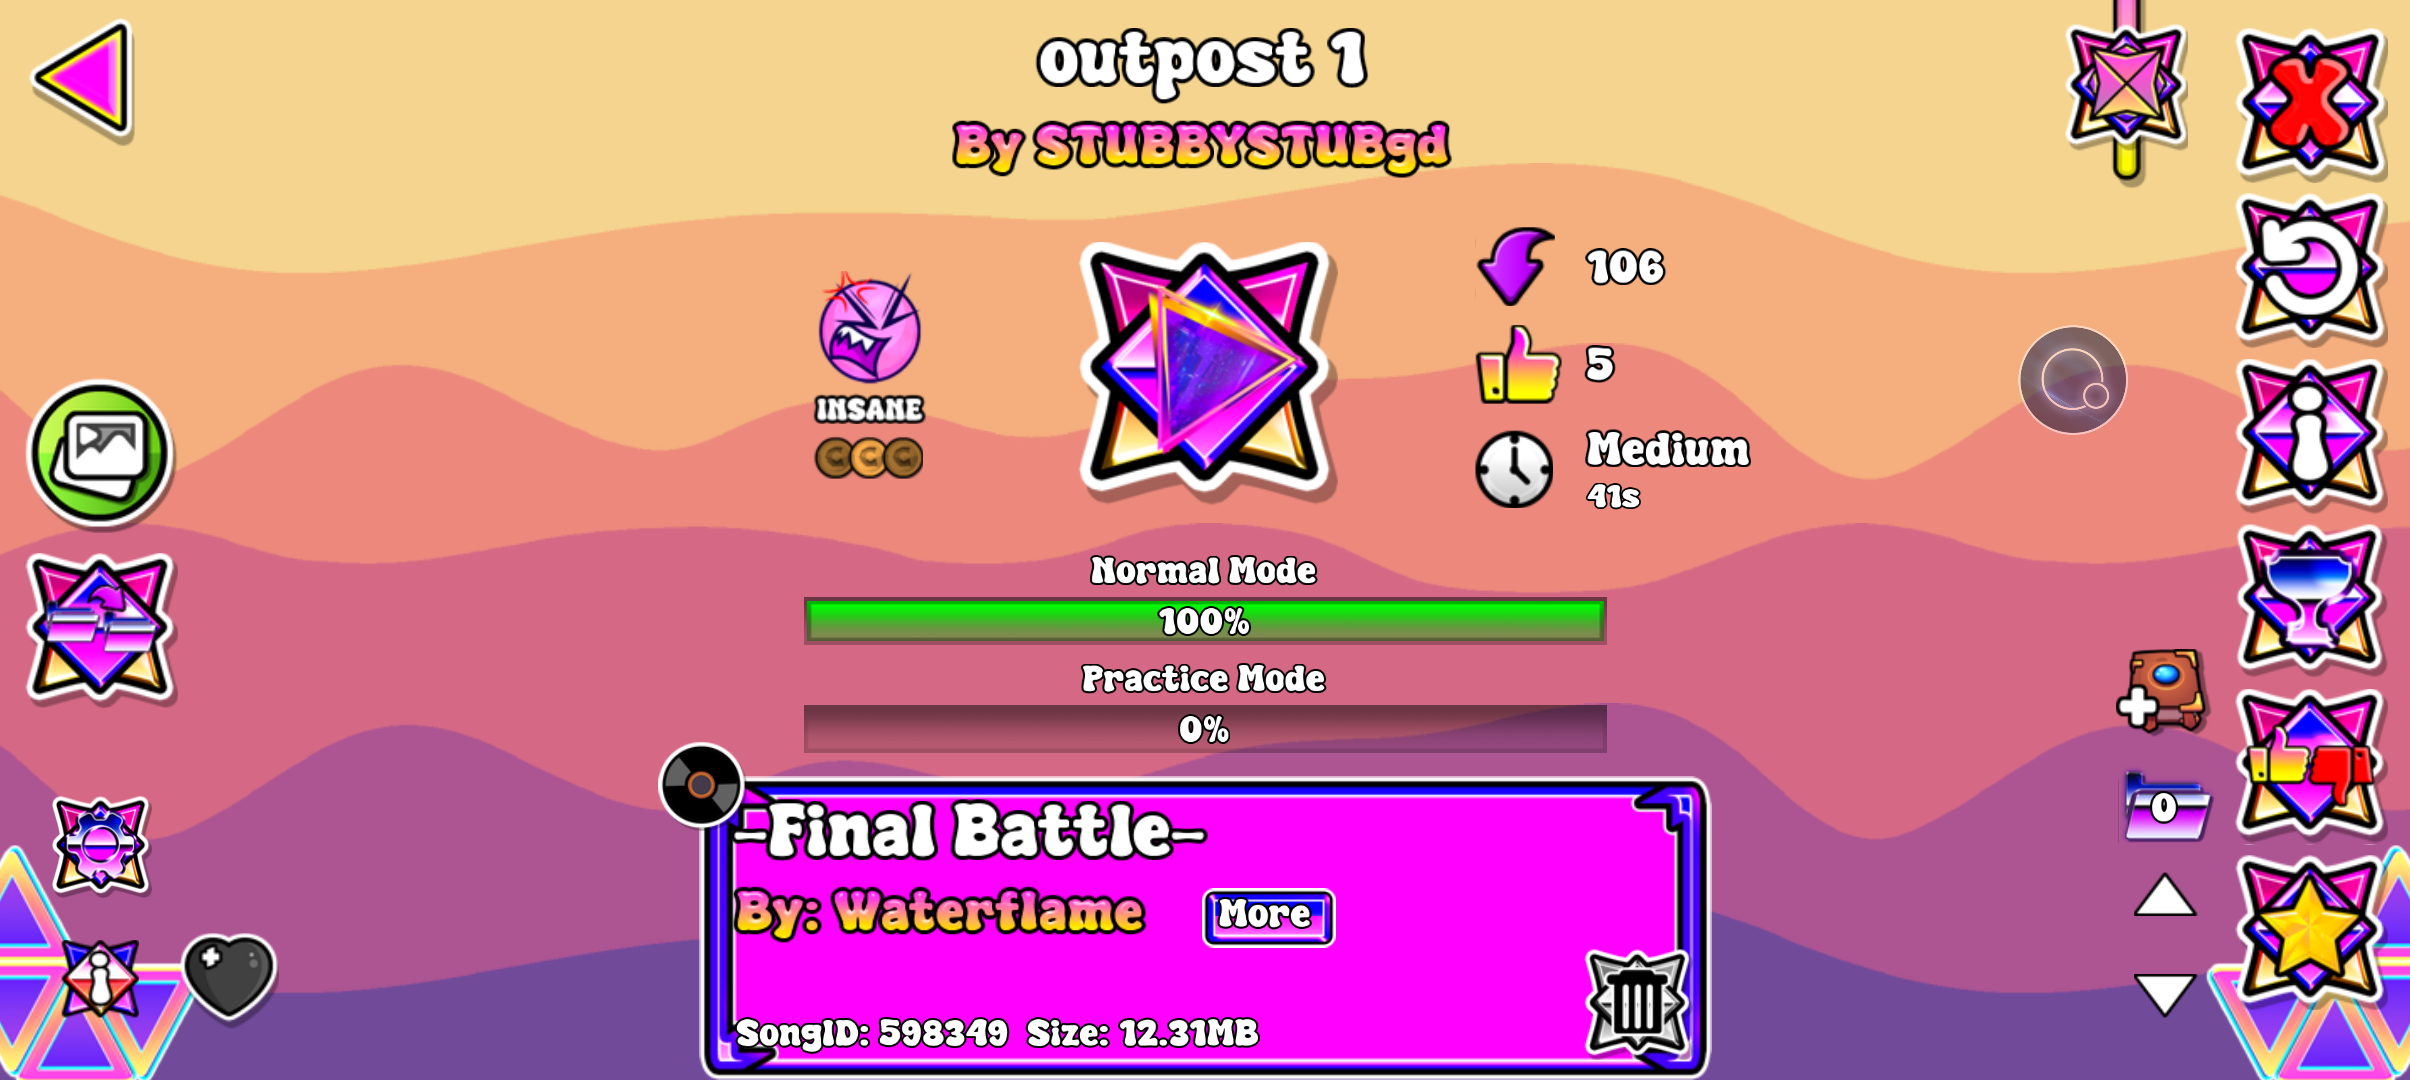 outpost 1
By STUBBYSTUBgd
106
5
Medium
41s
INSANE
Normal Mode
100%
Practice Mode
0%
-Final Battle-
By: Waterflame
More
SongID: 598349 Size: 12.31MB
0